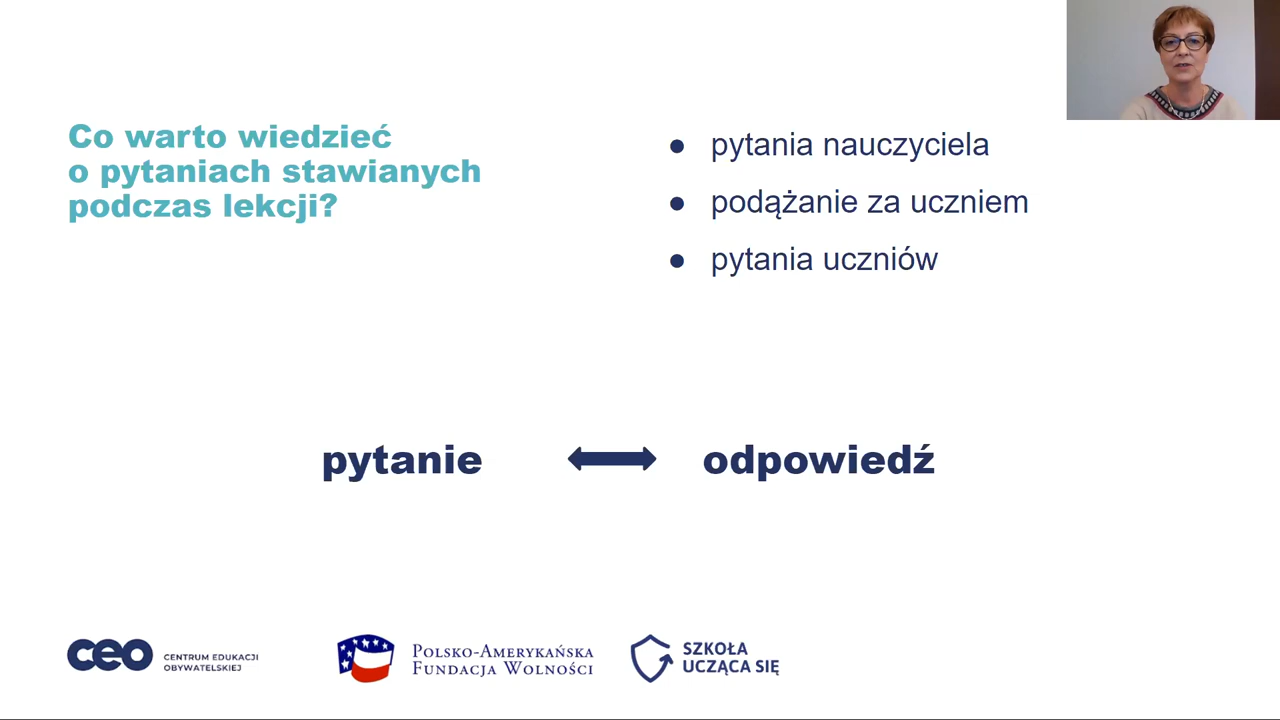 Co warto wiedzieć
o pytaniach stawianych
podczas lekcji?
● pytania nauczyciela
● podążanie za uczniem
● pytania uczniów
pytanie odpowiedź
ceo CENTRUM EDUKACJI
OBYWATELSKIEJ
POLSKO-AMERYKAŃSKA
FUNDACJA WOLNOŚCI
SZKOŁA
UCZĄCA SIĘ